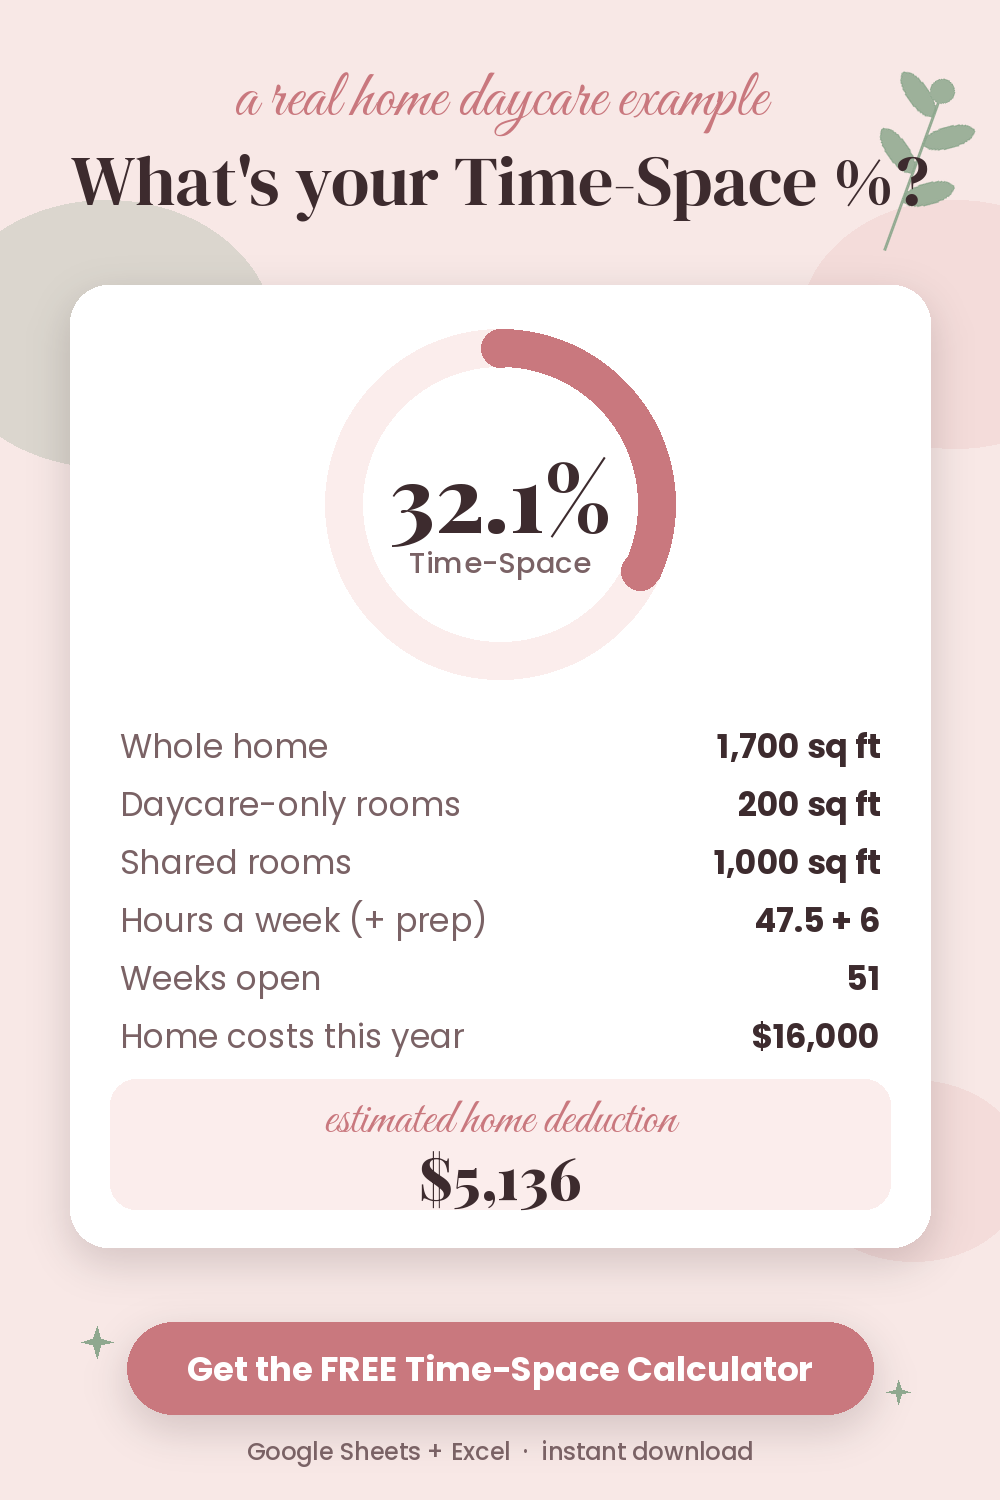 a real home daycare example
What's your Time-Space %?
32.1%
Time-Space
Whole home 1,700 sq ft
Daycare-only rooms 200 sq ft
Shared rooms 1,000 sq ft
Hours a week (+ prep) 47.5 + 6
Weeks open 51
Home costs this year $16,000
estimated home deduction
$5,136
Get the FREE Time-Space Calculator
Google Sheets + Excel · instant download